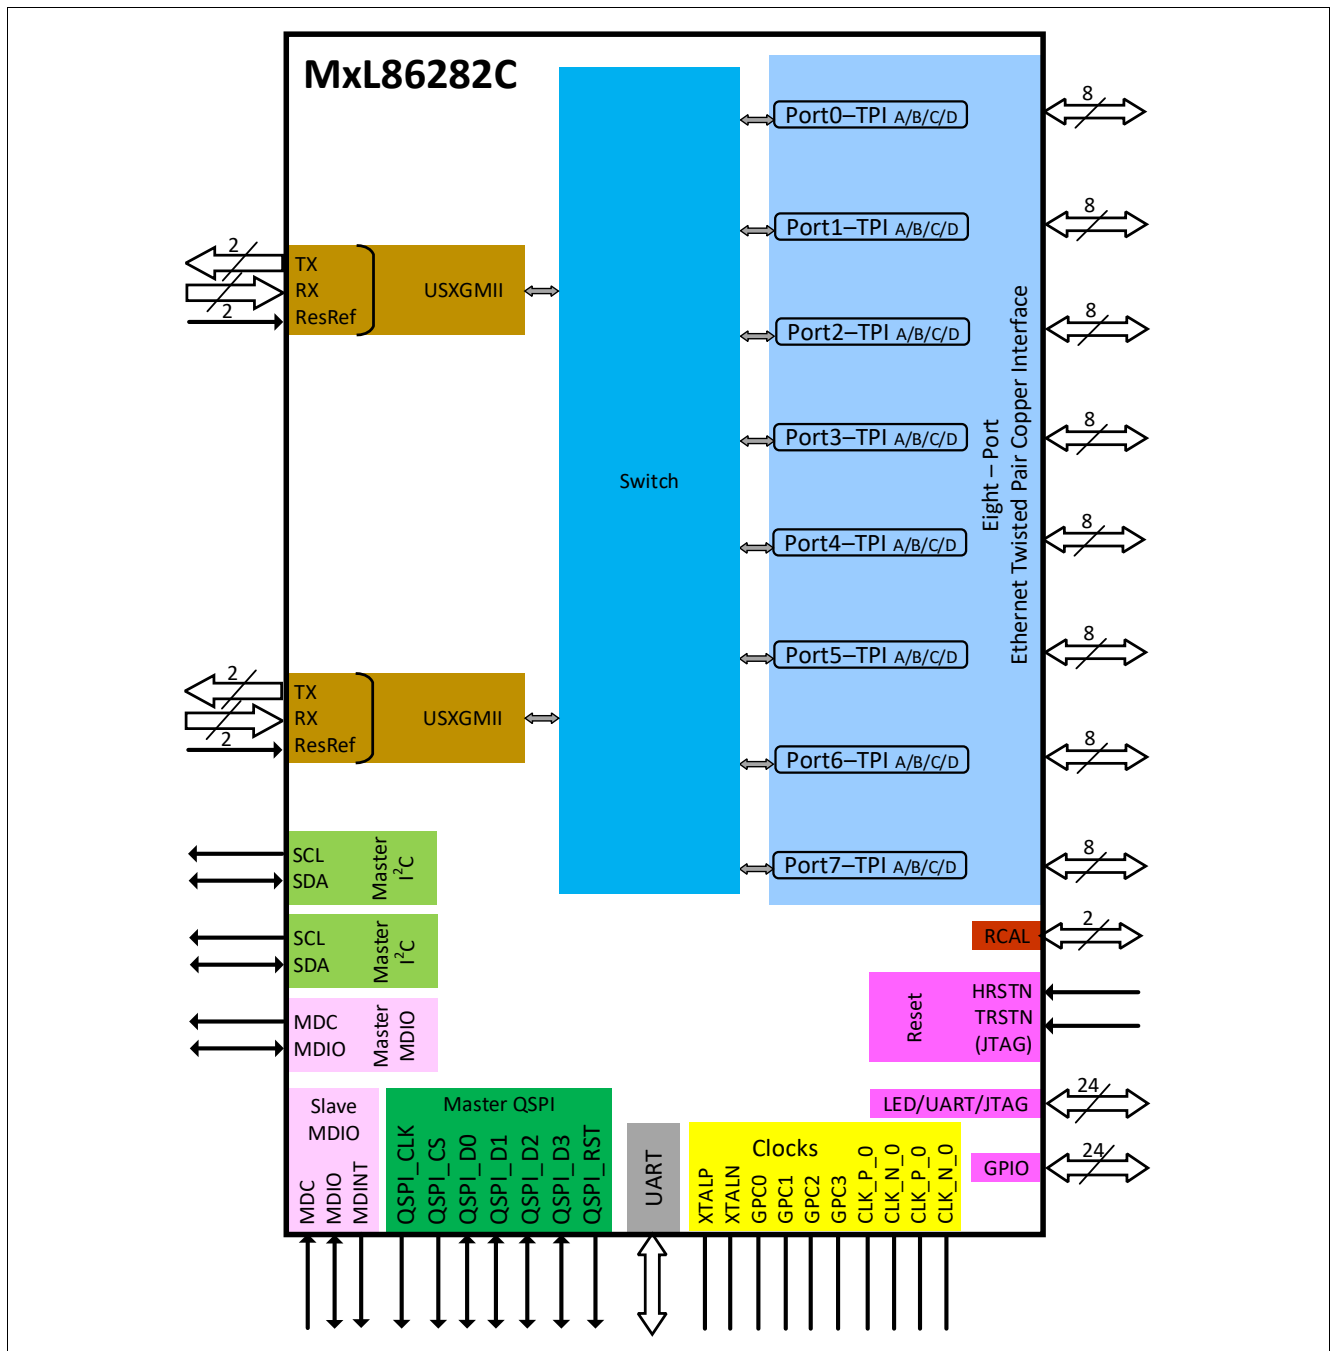 MxL86282C
Port0–TPI A/B/C/D
8
Port1–TPI A/B/C/D
8
Port2–TPI A/B/C/D
8
Port3–TPI A/B/C/D
8
Port4–TPI A/B/C/D
8
Port5–TPI A/B/C/D
8
Port6–TPI A/B/C/D
8
Port7–TPI A/B/C/D
8
Eight – Port
Ethernet Twisted Pair Copper Interface
Switch
2
TX
2
RX
2
ResRef
USXGMII
2
TX
2
RX
2
ResRef
USXGMII
SCL
SDA
Master
I²C
SCL
SDA
Master
I²C
MDC
MDIO
Master
MDIO
RCAL
2
Reset
HRSTN
TRSTN
(JTAG)
LED/UART/JTAG
24
GPIO
24
Slave
MDIO
MDC
MDIO
MDINT
Master QSPI
QSPI_CLK
QSPI_CS
QSPI_D0
QSPI_D1
QSPI_D2
QSPI_D3
QSPI_RST
UART
Clocks
XTALP
XTALN
GPC0
GPC1
GPC2
GPC3
CLK_P_0
CLK_N_0
CLK_P_0
CLK_N_0